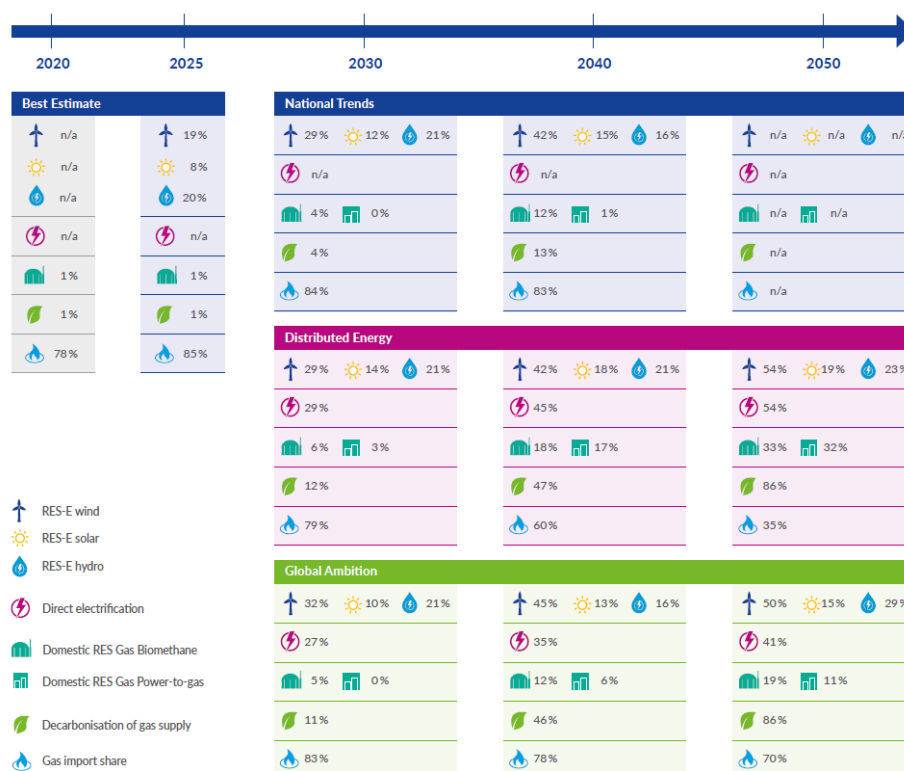 2020 2025 2030 2040 2050
Best Estimate
n/a 19%
n/a 8%
n/a 20%
n/a n/a
1% 1%
1% 1%
78% 85%
National Trends
29% 12% 21% 42% 15% 16% n/a n/a n/a
n/a n/a n/a
4% 0% 12% 1% n/a n/a
4% 13% n/a
84% 83% n/a
Distributed Energy
29% 14% 21% 42% 18% 21% 54% 19% 23%
29% 45% 54%
6% 3% 18% 17% 33% 32%
12% 47% 86%
79% 60% 35%
RES-E wind
RES-E solar
RES-E hydro
Direct electrification
Domestic RES Gas Biomethane
Domestic RES Gas Power-to-gas
Decarbonisation of gas supply
Gas import share
Global Ambition
32% 10% 21% 45% 13% 16% 50% 15% 29%
27% 35% 41%
5% 0% 12% 6% 19% 11%
11% 46% 86%
83% 78% 70%